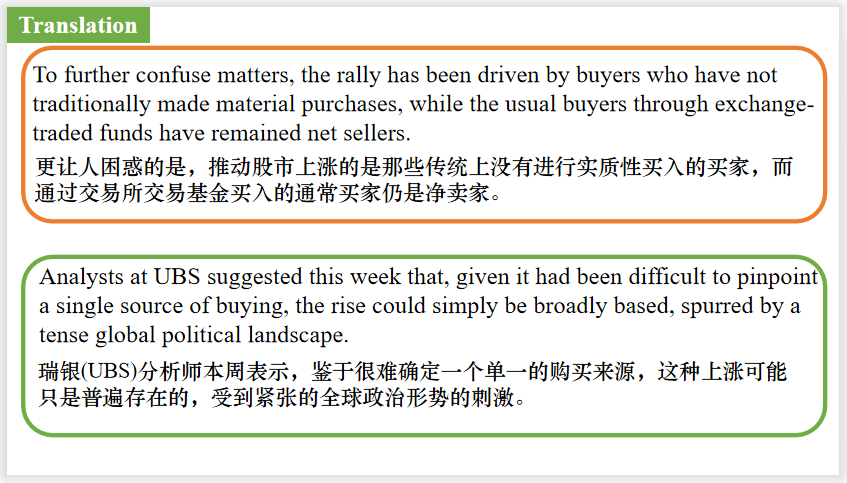 Translation
To further confuse matters, the rally has been driven by buyers who have not
traditionally made material purchases, while the usual buyers through exchange-
traded funds have remained net sellers.
更让人困惑的是，推动股市上涨的是那些传统上没有进行实质性买入的买家，而
通过交易所交易基金买入的通常买家仍是净卖家。
Analysts at UBS suggested this week that, given it had been difficult to pinpoint
a single source of buying, the rise could simply be broadly based, spurred by a
tense global political landscape.
瑞银(UBS)分析师本周表示，鉴于很难确定一个单一的购买来源，这种上涨可能
只是普遍存在的，受到紧张的全球政治形势的刺激。